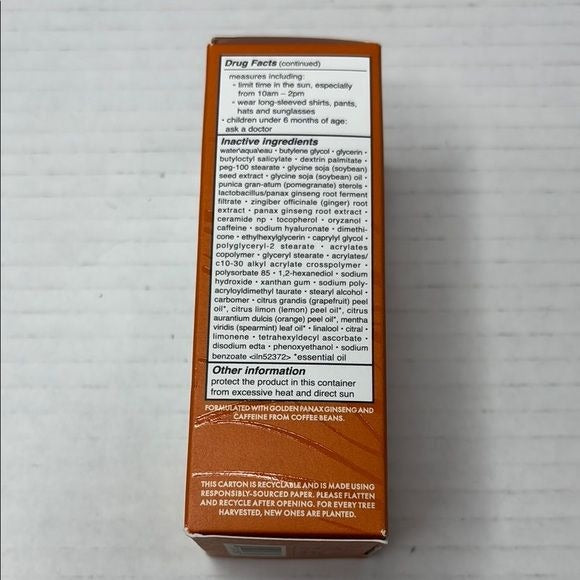 Drug Facts (continued)
measures including:
• limit time in the sun, especially
from 10am – 2pm
• wear long-sleeved shirts, pants,
hats and sunglasses
• children under 6 months of age:
ask a doctor
Inactive ingredients
water\aqua\eau • butylene glycol • glycerin •
butyloctyl salicylate • dextrin palmitate •
peg-100 stearate • glycine soja (soybean)
seed extract • glycine soja (soybean) oil •
punica gran-atum (pomegranate) sterols •
lactobacillus/panax ginseng root ferment
filtrate • zingiber officinale (ginger) root
extract • panax ginseng root extract •
ceramide np • tocopherol • oryzanol •
caffeine • sodium hyaluronate • dimethi-
cone • ethylhexylglycerin • caprylyl glycol •
polyglyceryl-2 stearate • acrylates
copolymer • glyceryl stearate • acrylates/
c10-30 alkyl acrylate crosspolymer •
polysorbate 85 • 1,2-hexanediol • sodium
hydroxide • xanthan gum • sodium poly-
acryloyldimethyl taurate • stearyl alcohol •
carbomer • citrus grandis (grapefruit) peel
oil*, citrus limon (lemon) peel oil*, citrus
aurantium dulcis (orange) peel oil*, mentha
viridis (spearmint) leaf oil* • linalool • citral •
limonene • tetrahexyldecyl ascorbate •
disodium edta • phenoxyethanol • sodium
benzoate <iln52372> *essential oil
Other information
protect the product in this container
from excessive heat and direct sun
FORMULATED WITH GOLDEN PANAX GINSENG AND
CAFFEINE FROM COFFEE BEANS.
THIS CARTON IS RECYCLABLE AND IS MADE USING
RESPONSIBLY-SOURCED PAPER. PLEASE FLATTEN
AND RECYCLE AFTER OPENING. FOR EVERY TREE
HARVESTED, NEW ONES ARE PLANTED.